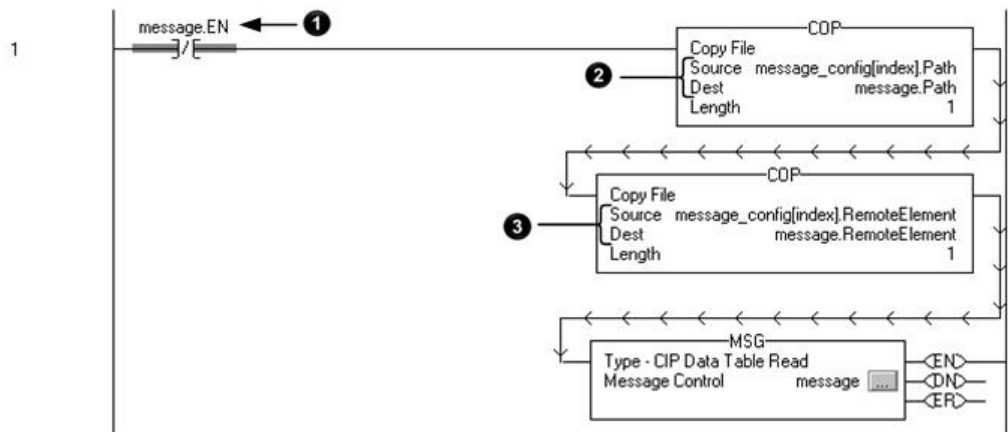 message.EN
1
1
COP
Copy File
2
Source message_config[index].Path
Dest message.Path
Length 1
COP
Copy File
3
Source message_config[index].RemoteElement
Dest message.RemoteElement
Length 1
MSG
Type - CIP Data Table Read
Message Control message ...
EN
DN
ER